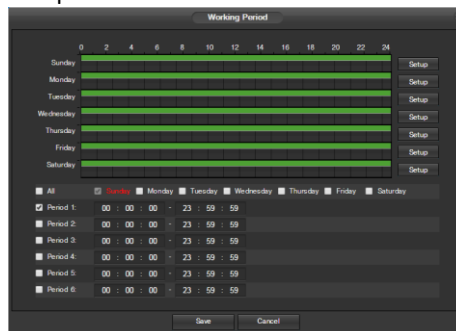 Working Period
0 2 4 6 8 10 12 14 16 18 20 22 24
Sunday Setup
Monday Setup
Tuesday Setup
Wednesday Setup
Thursday Setup
Friday Setup
Saturday Setup
All Sunday Monday Tuesday Wednesday Thursday Friday Saturday
Period 1: 00 : 00 : 00 - 23 : 59 : 59
Period 2: 00 : 00 : 00 - 23 : 59 : 59
Period 3: 00 : 00 : 00 - 23 : 59 : 59
Period 4: 00 : 00 : 00 - 23 : 59 : 59
Period 5: 00 : 00 : 00 - 23 : 59 : 59
Period 6: 00 : 00 : 00 - 23 : 59 : 59
Save Cancel